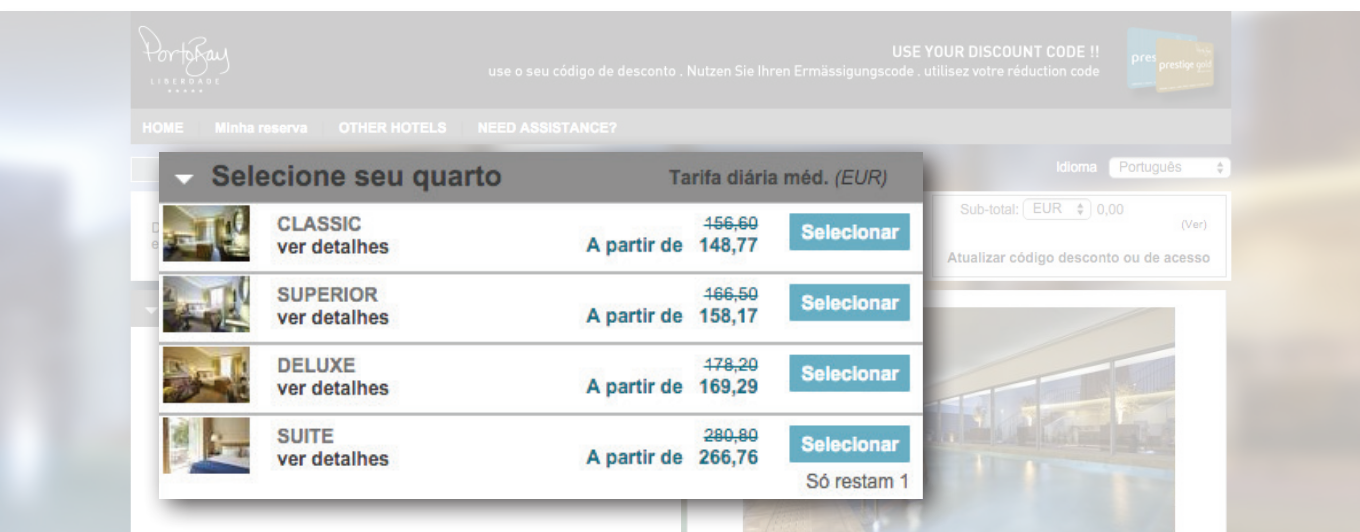 PortoBay
LIBERDADE
USE YOUR DISCOUNT CODE !!
use o seu código de desconto . Nutzen Sie Ihren Ermässigungscode . utilisez votre réduction code
prestige gold
HOME
Minha reserva
OTHER HOTELS
NEED ASSISTANCE?
Idioma Português
Selecione seu quarto
Tarifa diária méd. (EUR)
CLASSIC
ver detalhes
156,60
A partir de 148,77
Selecionar
SUPERIOR
ver detalhes
166,50
A partir de 158,17
Selecionar
DELUXE
ver detalhes
178,20
A partir de 169,29
Selecionar
SUITE
ver detalhes
280,80
A partir de 266,76
Selecionar
Só restam 1
Sub-total: EUR 0,00
(Ver)
Atualizar código desconto ou de acesso